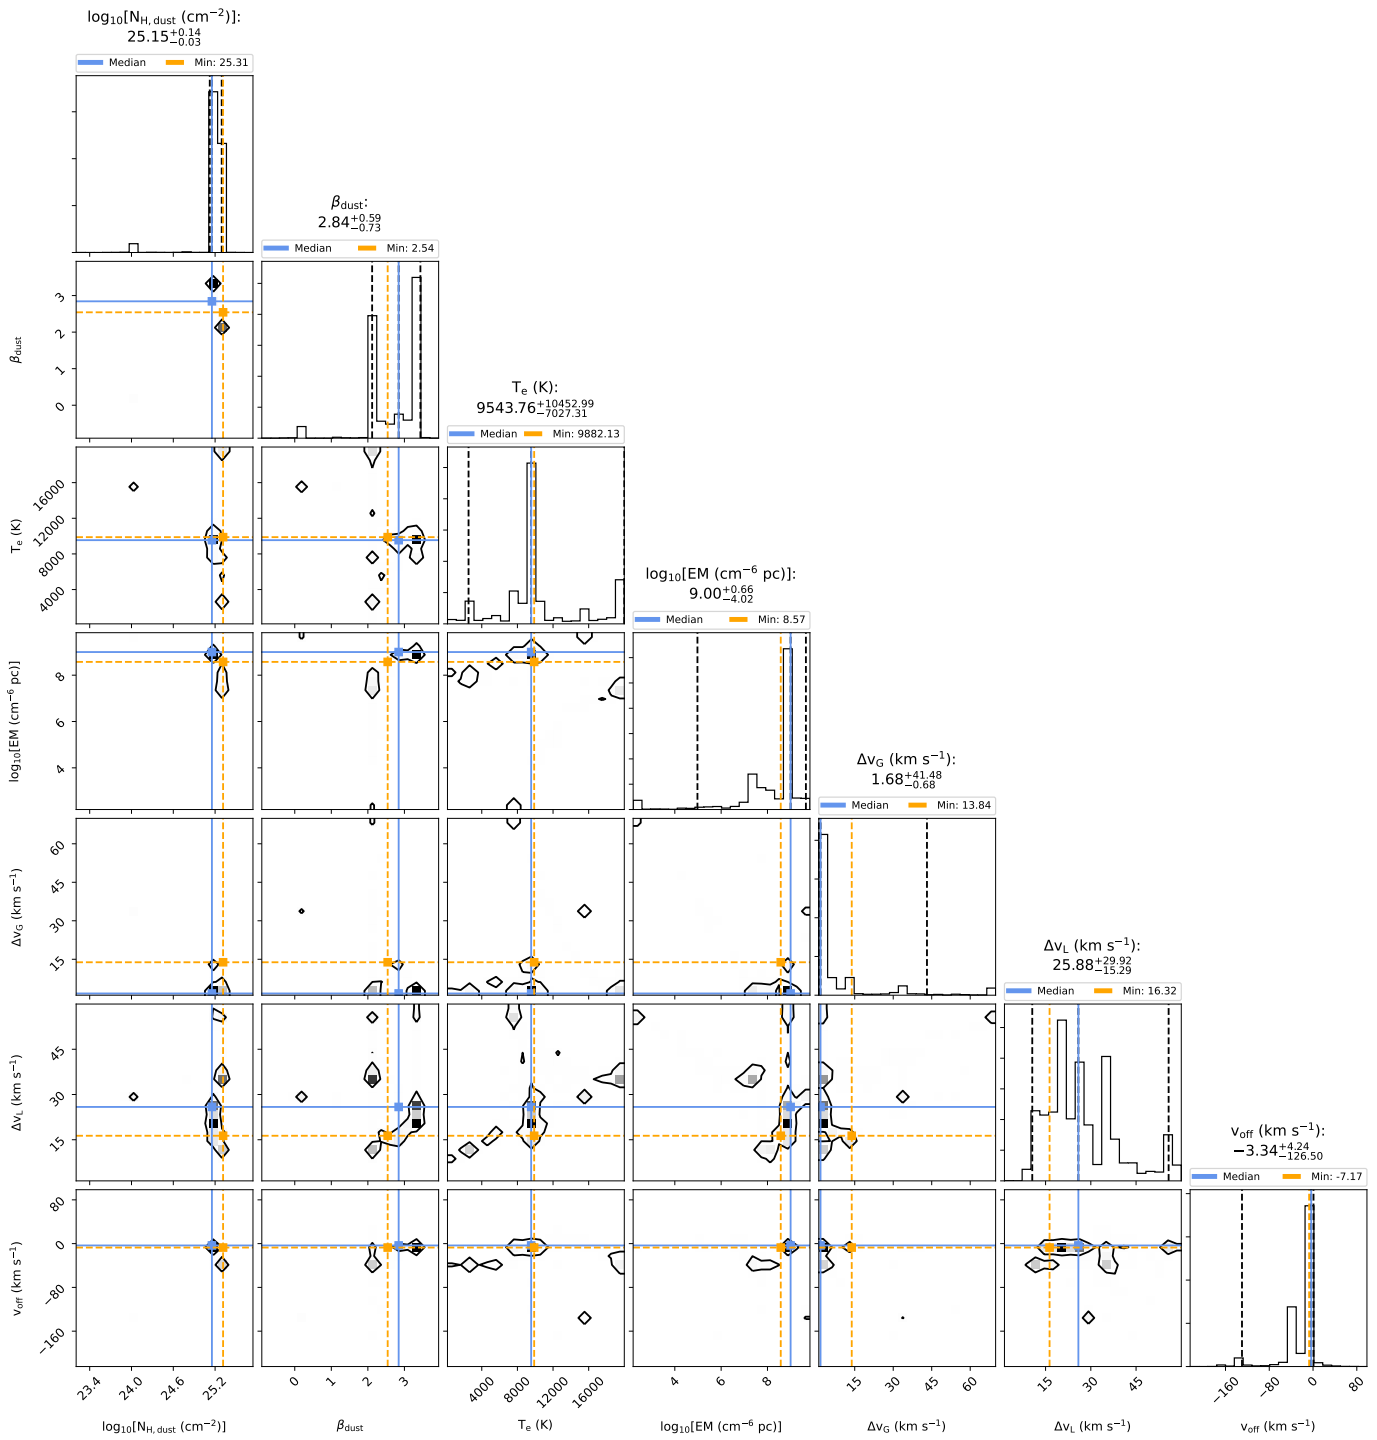 log₁₀[N_H,dust (cm⁻²)]:
25.15 +0.14 −0.03
Median Min: 25.31
β_dust:
2.84 +0.59 −0.73
Median Min: 2.54
3
2
1
0
β_dust
T_e (K):
9543.76 +10452.99 −7027.31
Median Min: 9882.13
16000
12000
8000
4000
T_e (K)
log₁₀[EM (cm⁻⁶ pc)]:
9.00 +0.66 −4.02
Median Min: 8.57
8
6
4
log₁₀[EM (cm⁻⁶ pc)]
Δv_G (km s⁻¹):
1.68 +41.48 −0.68
Median Min: 13.84
60
45
30
15
Δv_G (km s⁻¹)
Δv_L (km s⁻¹):
25.88 +29.92 −15.29
Median Min: 16.32
45
30
15
Δv_L (km s⁻¹)
v_off (km s⁻¹):
−3.34 +4.24 −126.50
Median Min: -7.17
80
0
−80
−160
v_off (km s⁻¹)
23.4 24.0 24.6 25.2 0 1 2 3 4000 8000 12000 16000 4 6 8 15 30 45 60 15 30 45 −160 −80 0 80
log₁₀[N_H,dust (cm⁻²)] β_dust T_e (K) log₁₀[EM (cm⁻⁶ pc)] Δv_G (km s⁻¹) Δv_L (km s⁻¹) v_off (km s⁻¹)